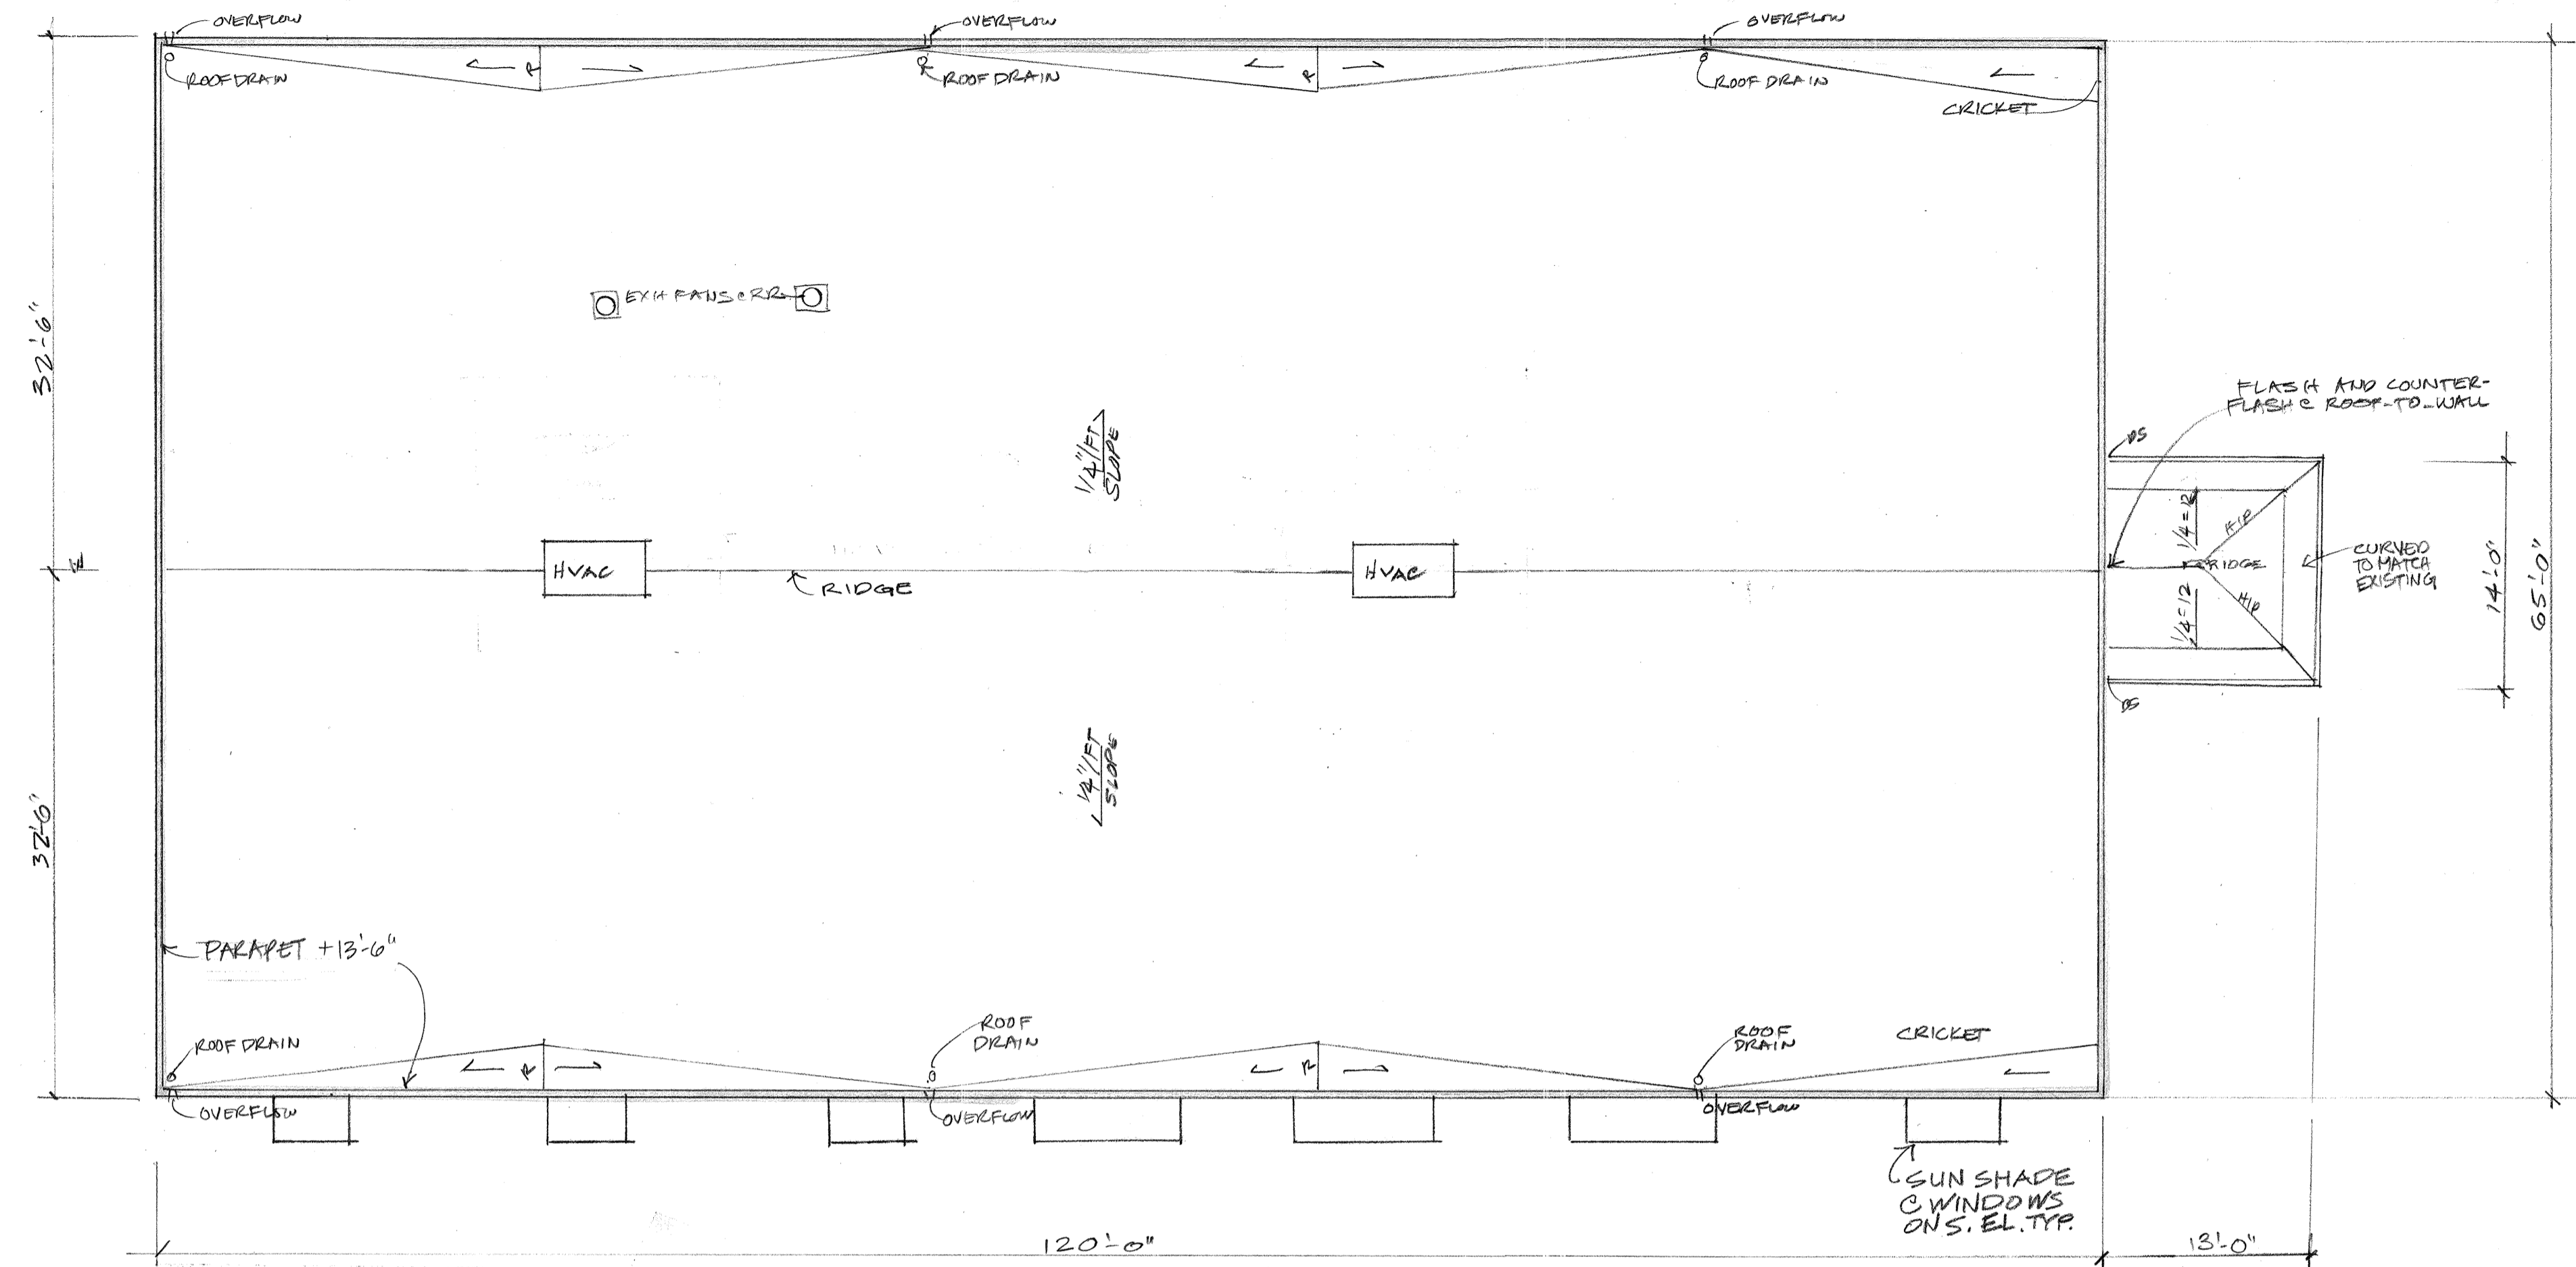 OVERFLOW
OVERFLOW
OVERFLOW
ROOF DRAIN
R
ROOF DRAIN
R
ROOF DRAIN
CRICKET
EXH FANS @ RR
32'-6"
1/4"/FT
SLOPE
FLASH AND COUNTER-
FLASH @ ROOF-TO-WALL
DS
1/4=12
HIP
HVAC
RIDGE
HVAC
RIDGE
CURVED
TO MATCH
EXISTING
14'-0"
65'-0"
1/4=12
HIP
DS
1/4"/FT
SLOPE
32'-6"
PARAPET +13'-6"
ROOF DRAIN
R
ROOF
DRAIN
R
ROOF
DRAIN
CRICKET
OVERFLOW
OVERFLOW
OVERFLOW
SUN SHADE
@ WINDOWS
ON S. EL. TYP.
120'-0"
13'-0"